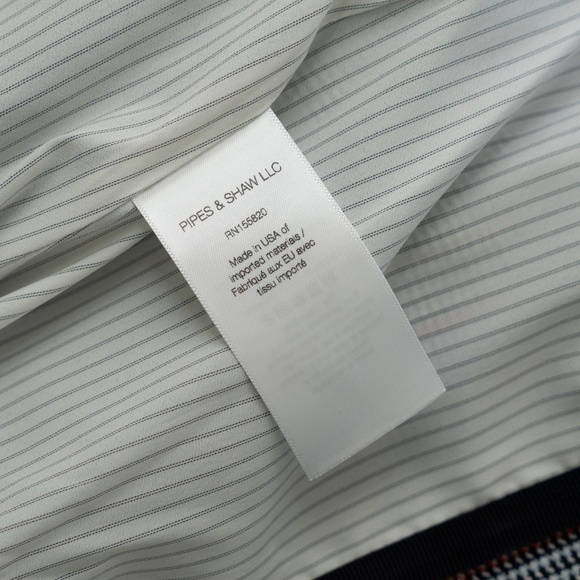 PIPES & SHAW LLC
RN155820
Made in USA of
imported materials /
Fabriqué aux EU avec
tissu importé